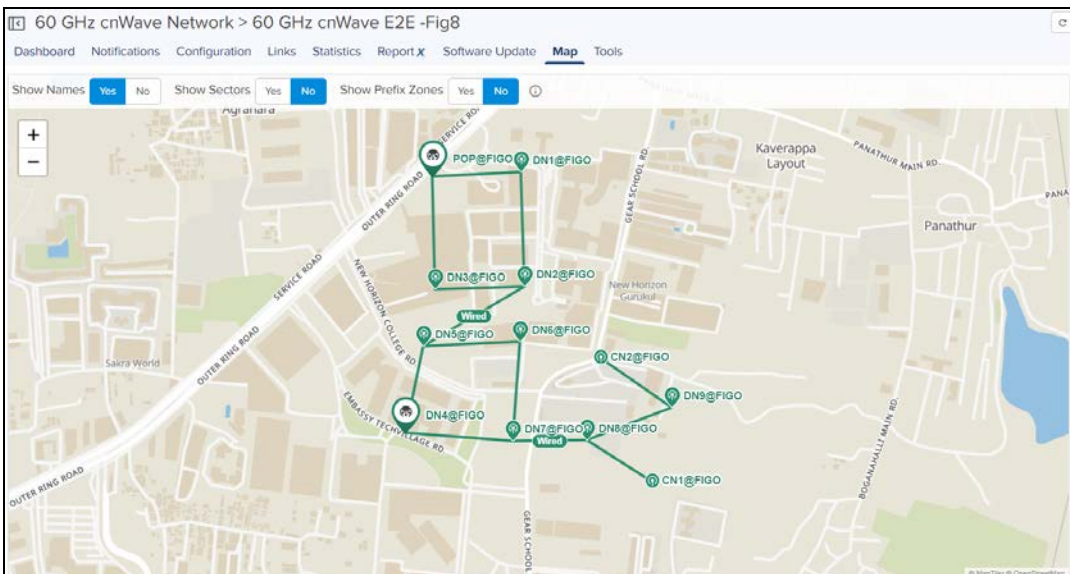 60 GHz cnWave Network > 60 GHz cnWave E2E -Fig8
Dashboard Notifications Configuration Links Statistics Report X Software Update Map Tools
Show Names Yes No Show Sectors Yes No Show Prefix Zones Yes No
+
−
Agrahara
SERVICE RO
POP@FIGO
DN1@FIGO
Kaverappa
Layout
PANATHUR MAIN RD.
PANA
GEAR SCHOOL RD.
OUTER RING ROAD
Panathur
SERVICE ROAD
NEW HORIZON COLLEGE RD.
DN3@FIGO
DN2@FIGO
New Horizon
Gurukul
Wired
DN5@FIGO
DN6@FIGO
OUTER RING ROAD
Sakra World
CN2@FIGO
DN9@FIGO
EMBASSY TECHVILLAGE RD.
DN4@FIGO
DN7@FIGO
DN8@FIGO
Wired
BOGANAHALLI MAIN RD.
OUTER RING ROAD
CN1@FIGO
GEAR SCHOOL
© MapTiler © OpenStreetMap